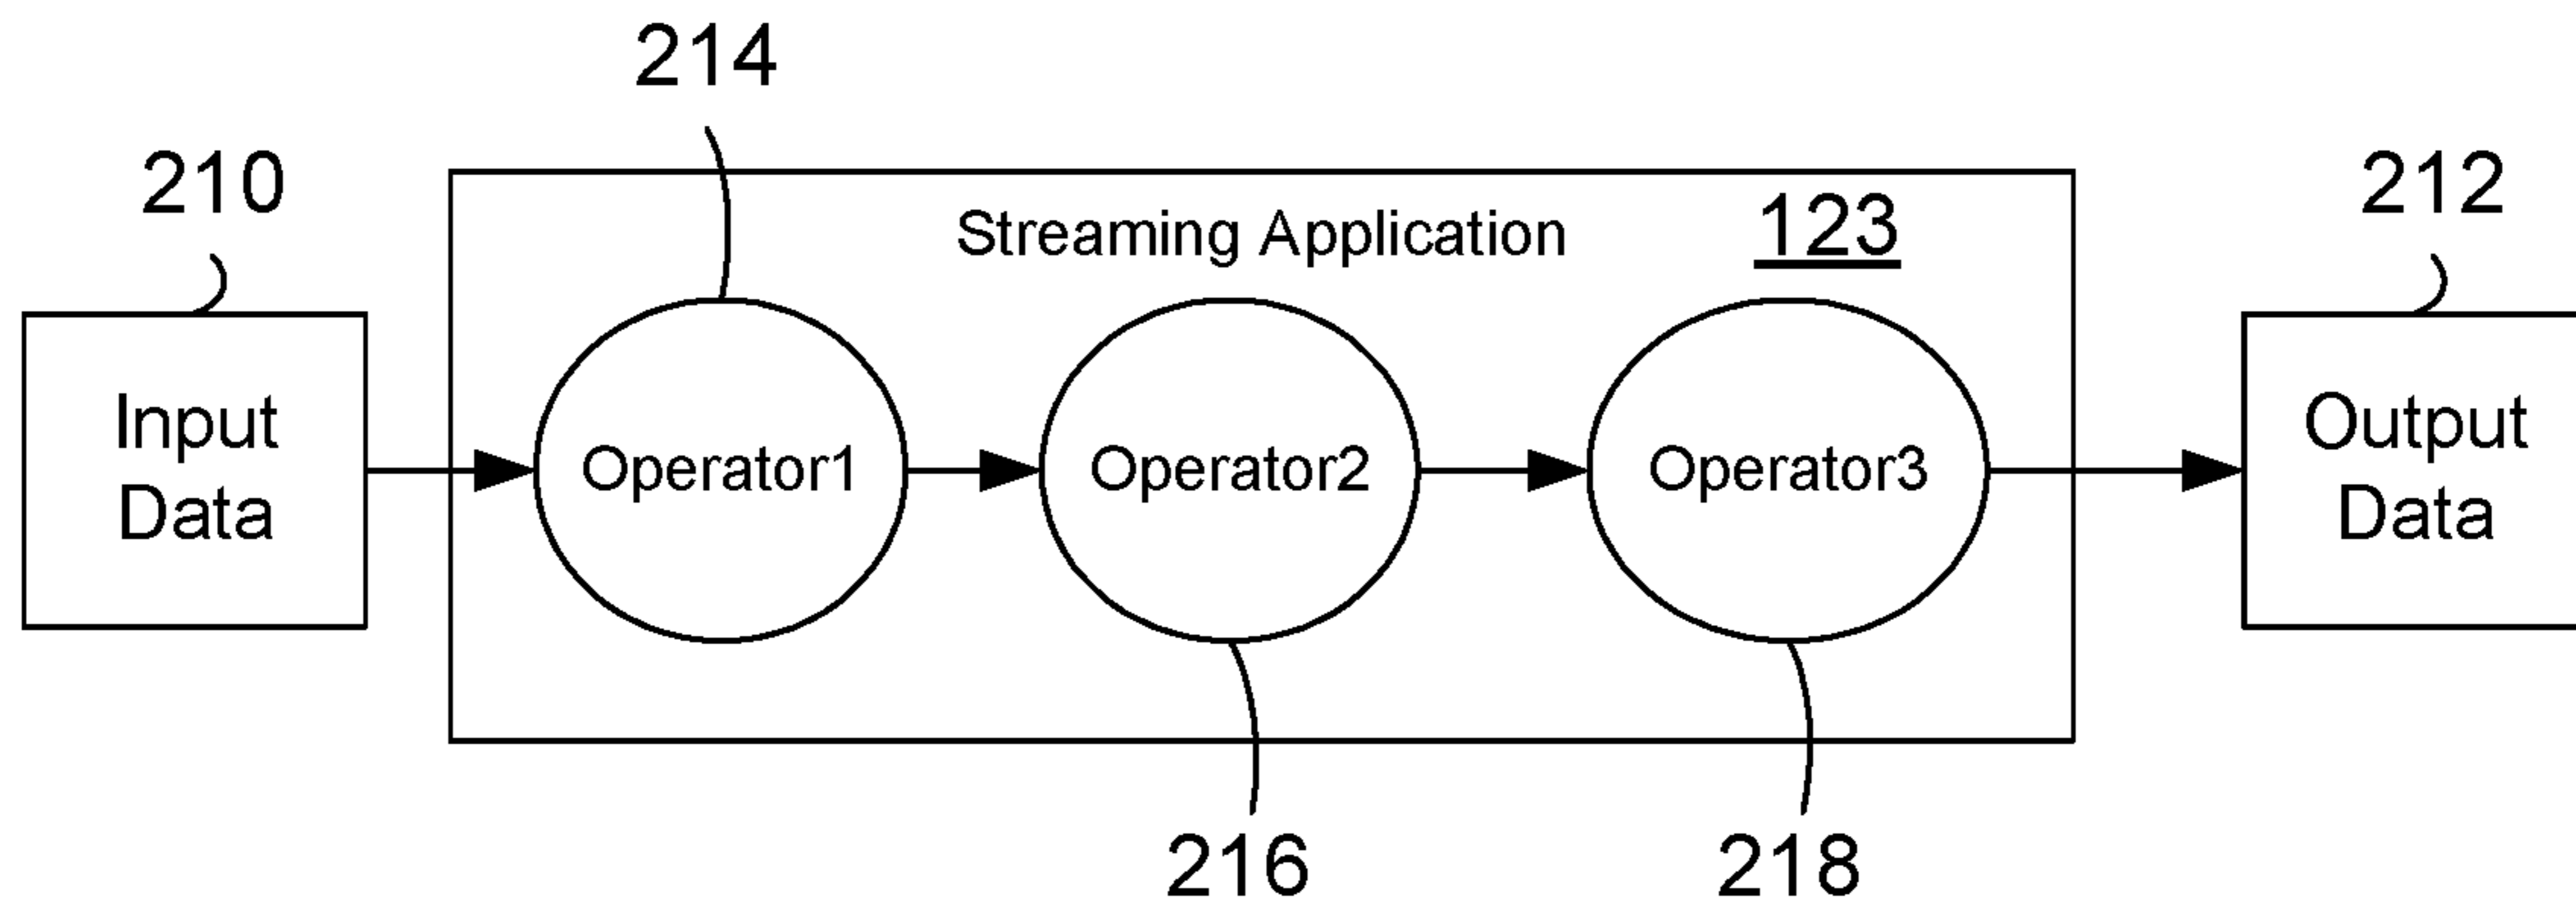 214
210
212
Streaming Application 123
Input
Data
Operator1
Operator2
Operator3
Output
Data
216
218